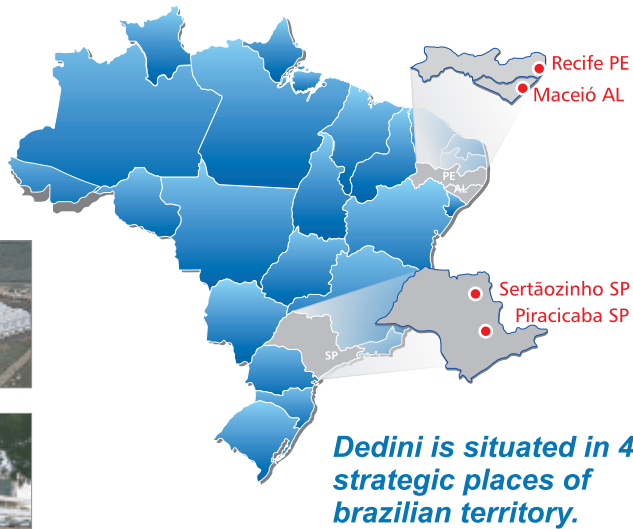 Recife PE
Maceió AL
PE
AL
Sertãozinho SP
Piracicaba SP
SP
Dedini is situated in 4
strategic places of
brazilian territory.